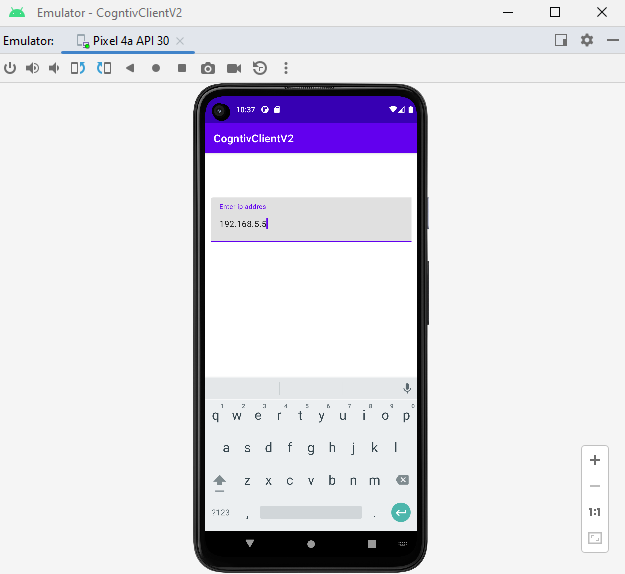 Emulator - CogntivClientV2
Emulator: Pixel 4a API 30
10:37
CogntivClientV2
Enter ip addres
192.168.5.5
1 2 3 4 5 6 7 8 9 0
q w e r t y u i o p
a s d f g h j k l
z x c v b n m
?123 , .
1:1